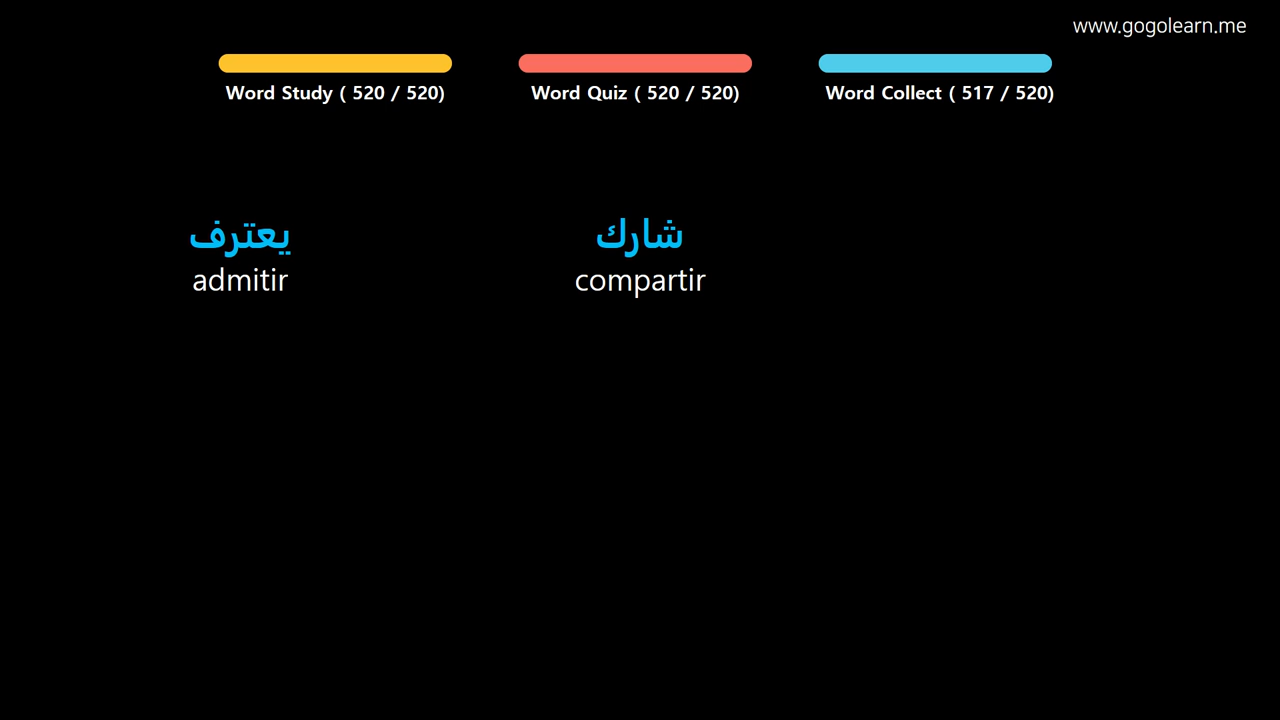 www.gogolearn.me
Word Study ( 520 / 520)
Word Quiz ( 520 / 520)
Word Collect ( 517 / 520)
يعترف
admitir
شارك
compartir